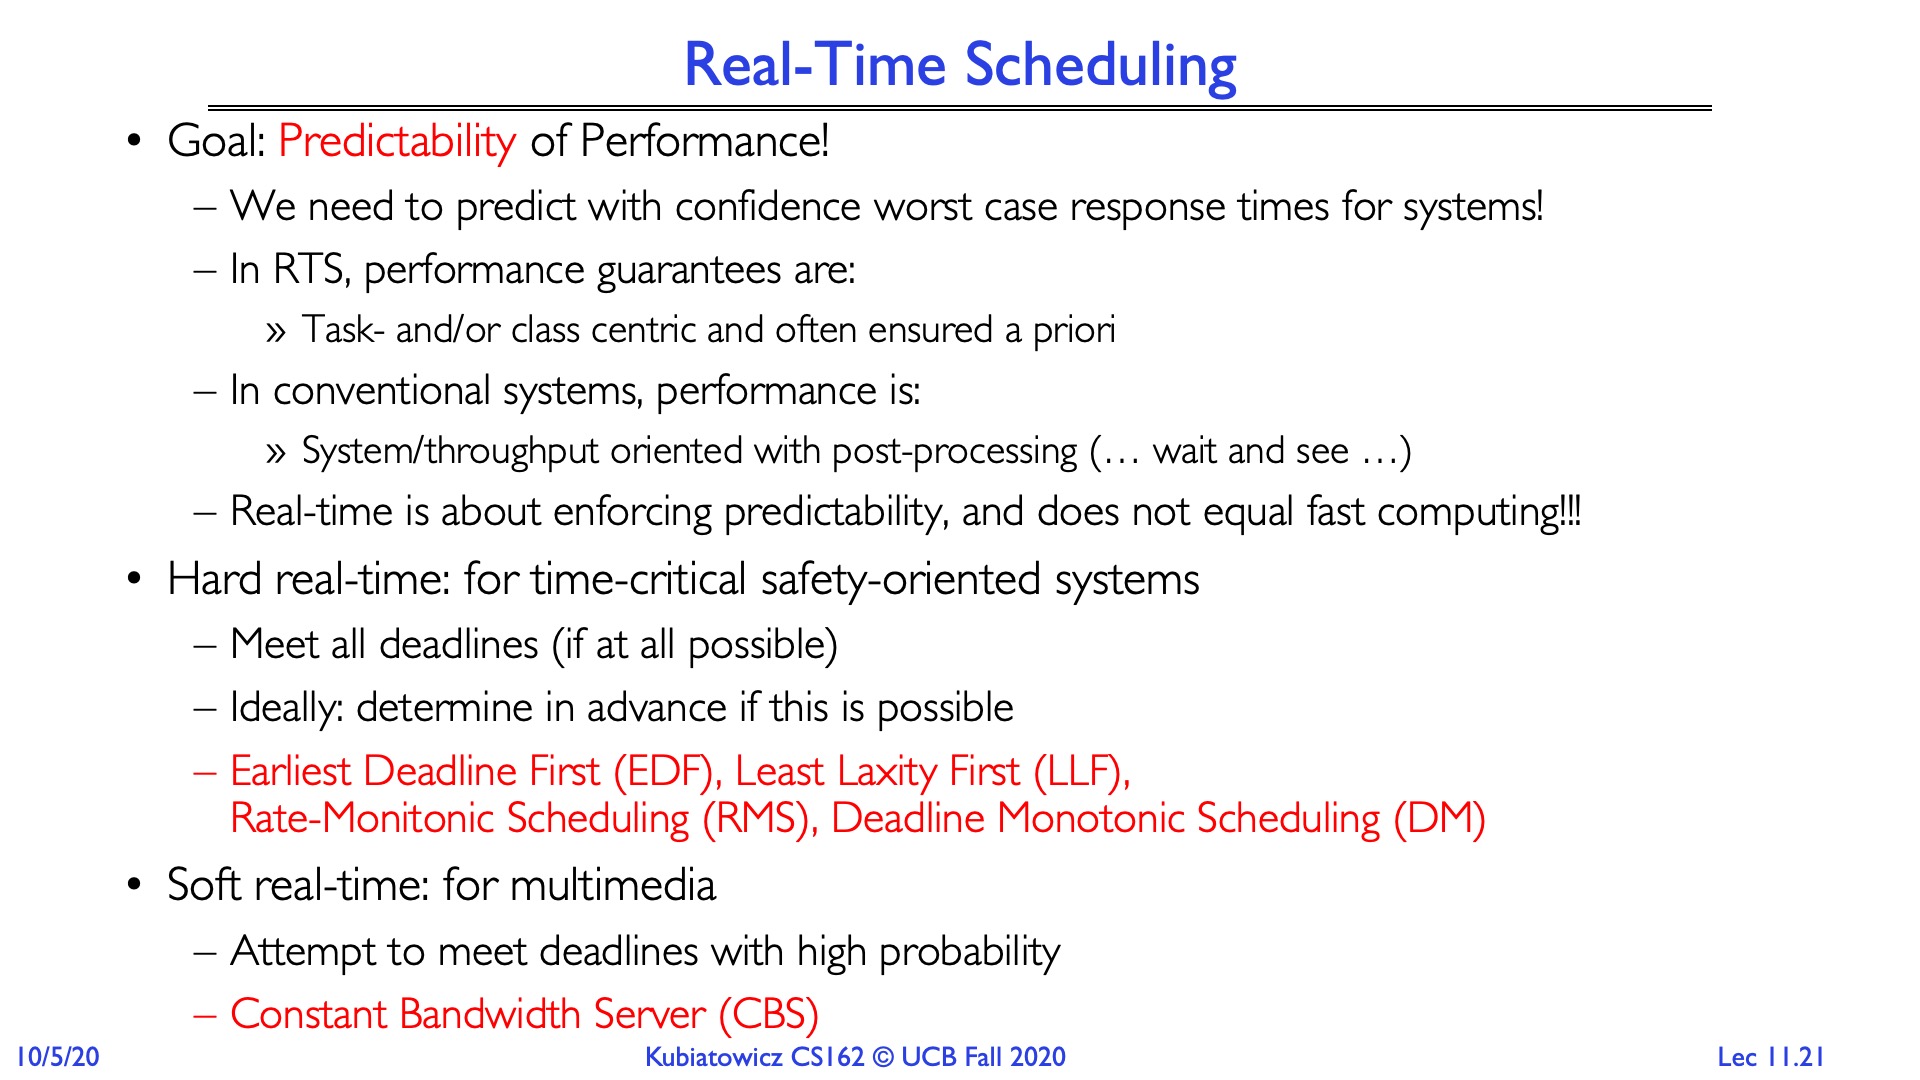 Real-Time Scheduling
• Goal: Predictability of Performance!
– We need to predict with confidence worst case response times for systems!
– In RTS, performance guarantees are:
» Task- and/or class centric and often ensured a priori
– In conventional systems, performance is:
» System/throughput oriented with post-processing (… wait and see …)
– Real-time is about enforcing predictability, and does not equal fast computing!!!
• Hard real-time: for time-critical safety-oriented systems
– Meet all deadlines (if at all possible)
– Ideally: determine in advance if this is possible
– Earliest Deadline First (EDF), Least Laxity First (LLF),
Rate-Monitonic Scheduling (RMS), Deadline Monotonic Scheduling (DM)
• Soft real-time: for multimedia
– Attempt to meet deadlines with high probability
– Constant Bandwidth Server (CBS)
10/5/20
Kubiatowicz CS162 © UCB Fall 2020
Lec 11.21